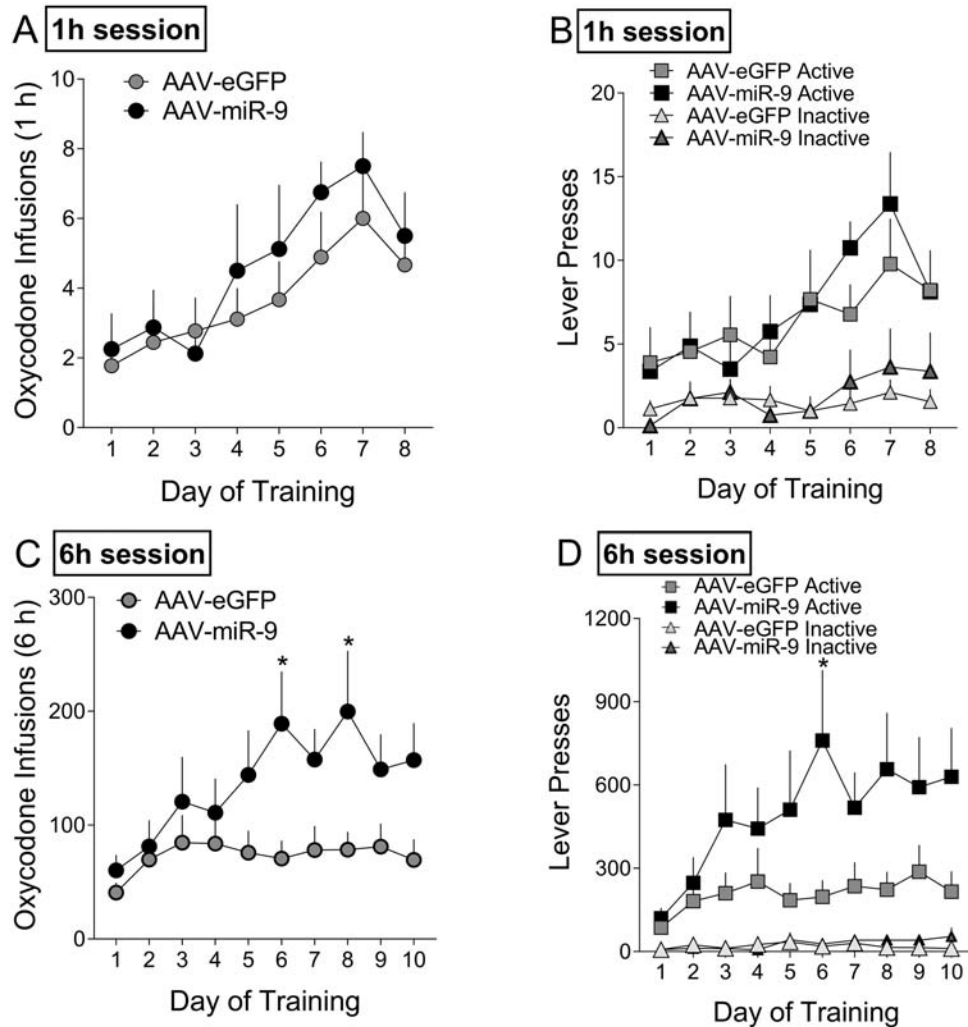 A 1h session
AAV-eGFP
AAV-miR-9
Oxycodone Infusions (1 h)
10
8
6
4
2
0
1 2 3 4 5 6 7 8
Day of Training
B 1h session
AAV-eGFP Active
AAV-miR-9 Active
AAV-eGFP Inactive
AAV-miR-9 Inactive
Lever Presses
20
15
10
5
0
1 2 3 4 5 6 7 8
Day of Training
C 6h session
AAV-eGFP
AAV-miR-9
Oxycodone Infusions (6 h)
300
200
100
0
* *
1 2 3 4 5 6 7 8 9 10
Day of Training
D 6h session
AAV-eGFP Active
AAV-miR-9 Active
AAV-eGFP Inactive
AAV-miR-9 Inactive
Lever Presses
1200
900
600
300
0
*
1 2 3 4 5 6 7 8 9 10
Day of Training